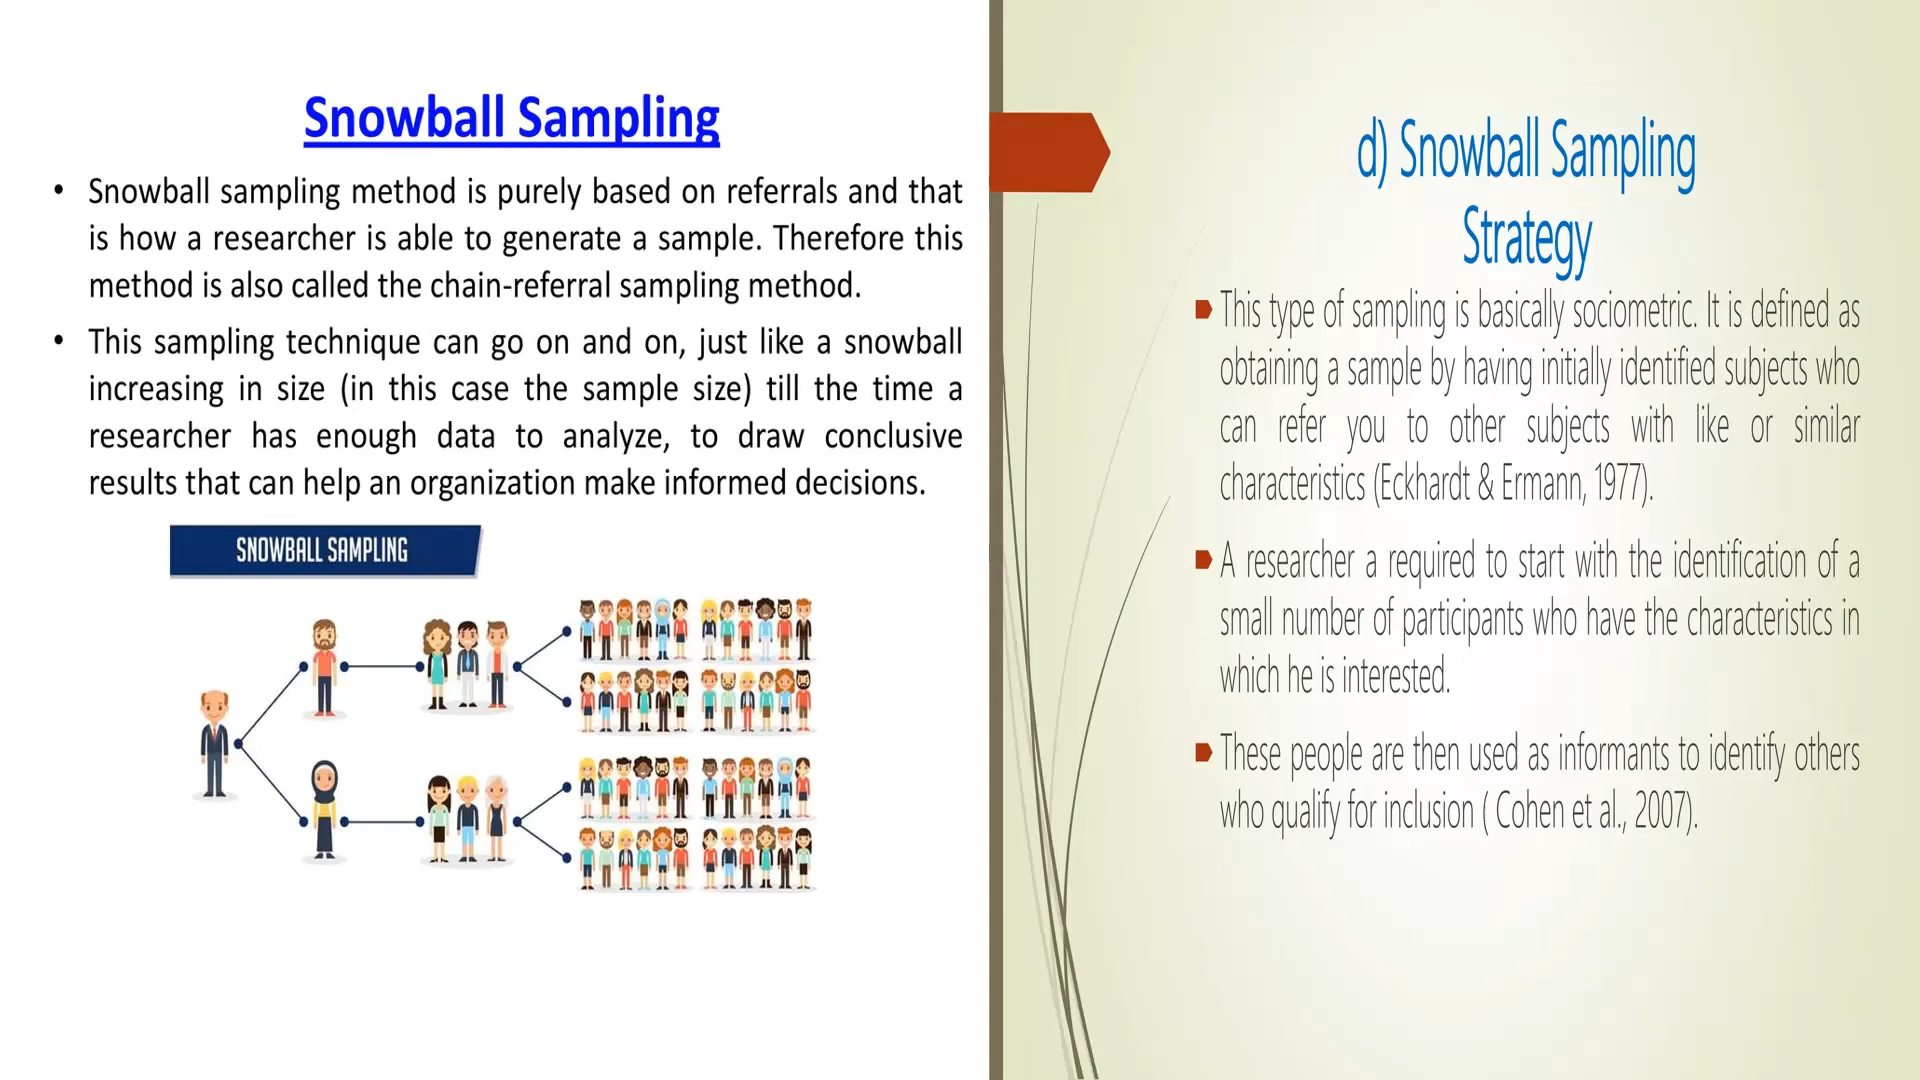 Snowball Sampling
• Snowball sampling method is purely based on referrals and that
is how a researcher is able to generate a sample. Therefore this
method is also called the chain-referral sampling method.
• This sampling technique can go on and on, just like a snowball
increasing in size (in this case the sample size) till the time a
researcher has enough data to analyze, to draw conclusive
results that can help an organization make informed decisions.
SNOWBALL SAMPLING
d) Snowball Sampling
Strategy
This type of sampling is basically sociometric. It is defined as
obtaining a sample by having initially identified subjects who
can refer you to other subjects with like or similar
characteristics (Eckhardt & Ermann, 1977).
A researcher a required to start with the identification of a
small number of participants who have the characteristics in
which he is interested.
These people are then used as informants to identify others
who qualify for inclusion ( Cohen et al., 2007).